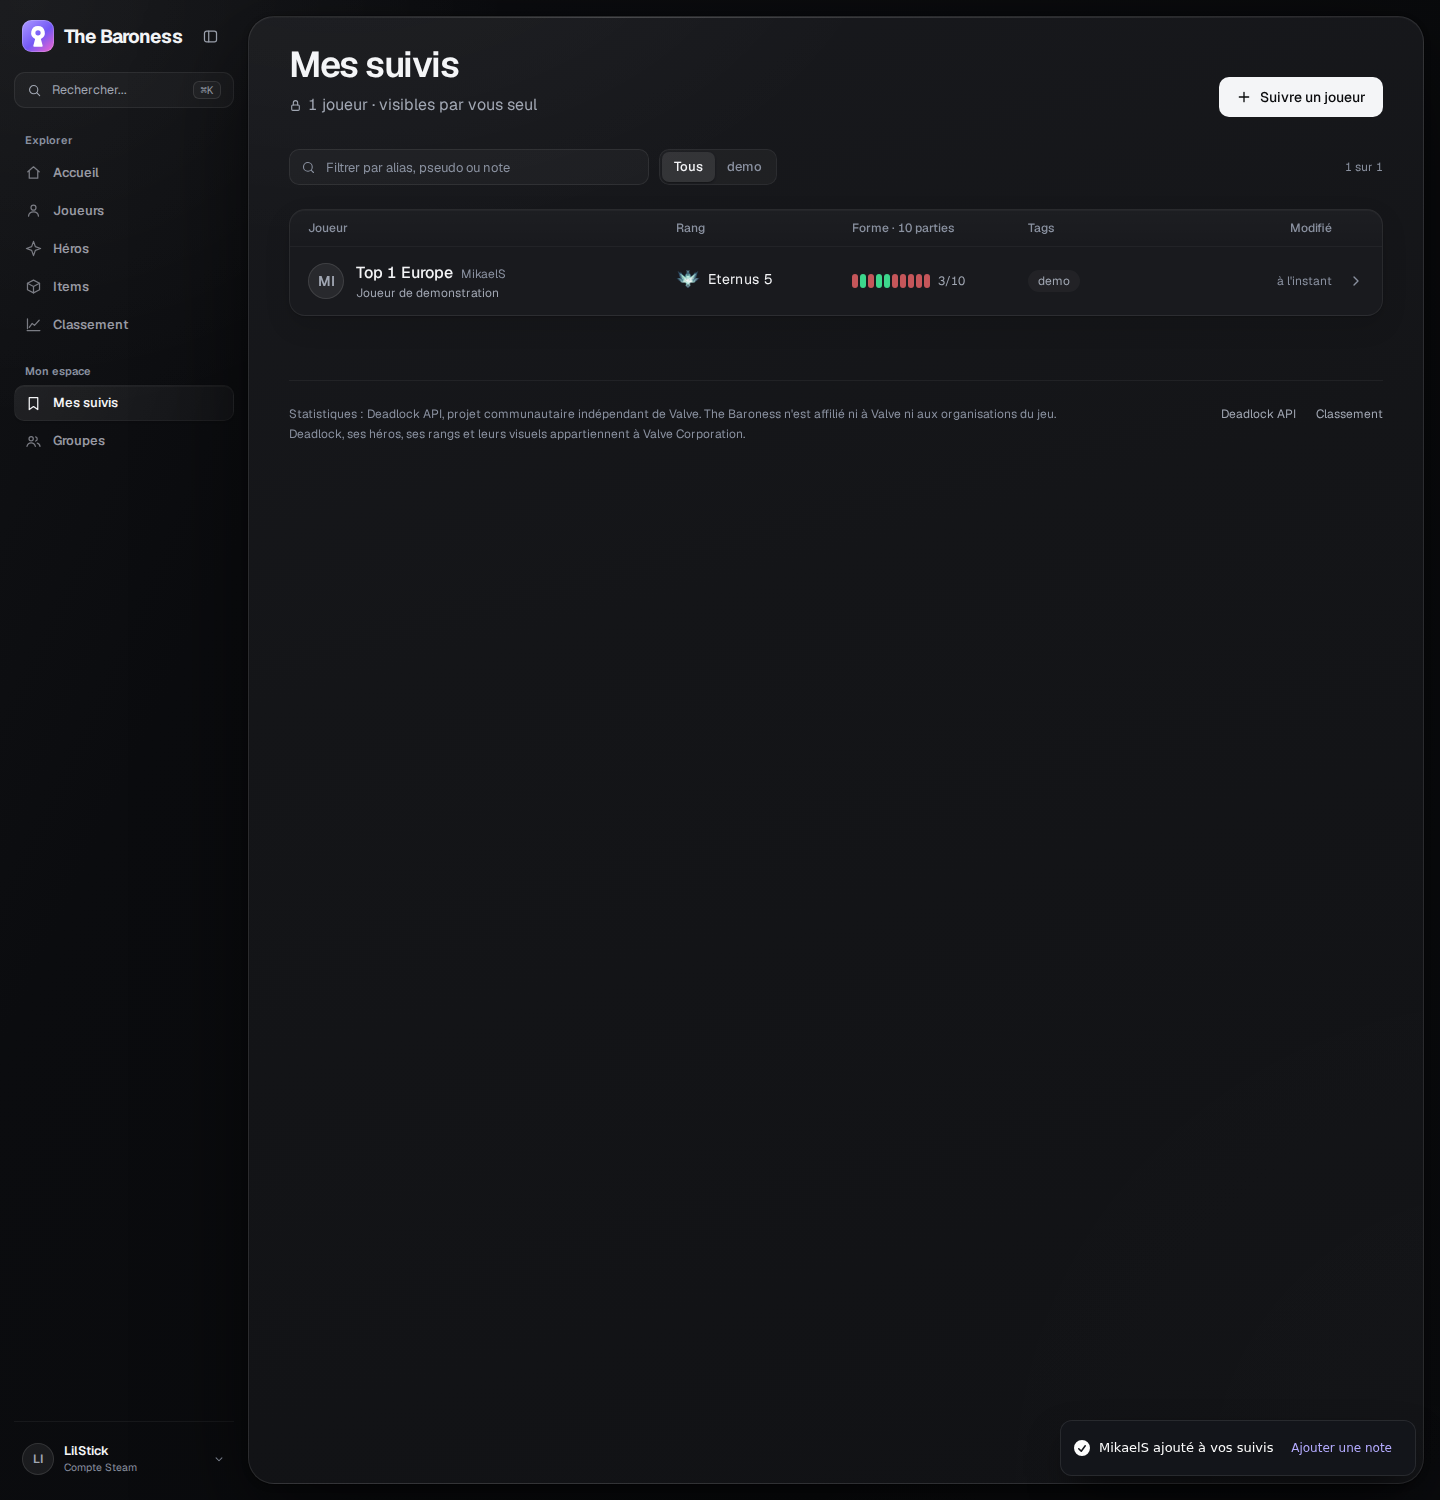 The Baroness
Rechercher...
⌘K
Explorer
Accueil
Joueurs
Héros
Items
Classement
Mon espace
Mes suivis
Groupes
LI
LilStick
Compte Steam
Mes suivis
1 joueur · visibles par vous seul
Suivre un joueur
Filtrer par alias, pseudo ou note
Tous demo
1 sur 1
Joueur Rang Forme · 10 parties Tags Modifié
MI
Top 1 Europe MikaelS
Joueur de demonstration
Eternus 5
3/10
demo
à l'instant
Statistiques : Deadlock API, projet communautaire indépendant de Valve. The Baroness n'est affilié ni à Valve ni aux organisations du jeu.
Deadlock, ses héros, ses rangs et leurs visuels appartiennent à Valve Corporation.
Deadlock API Classement
MikaelS ajouté à vos suivis Ajouter une note